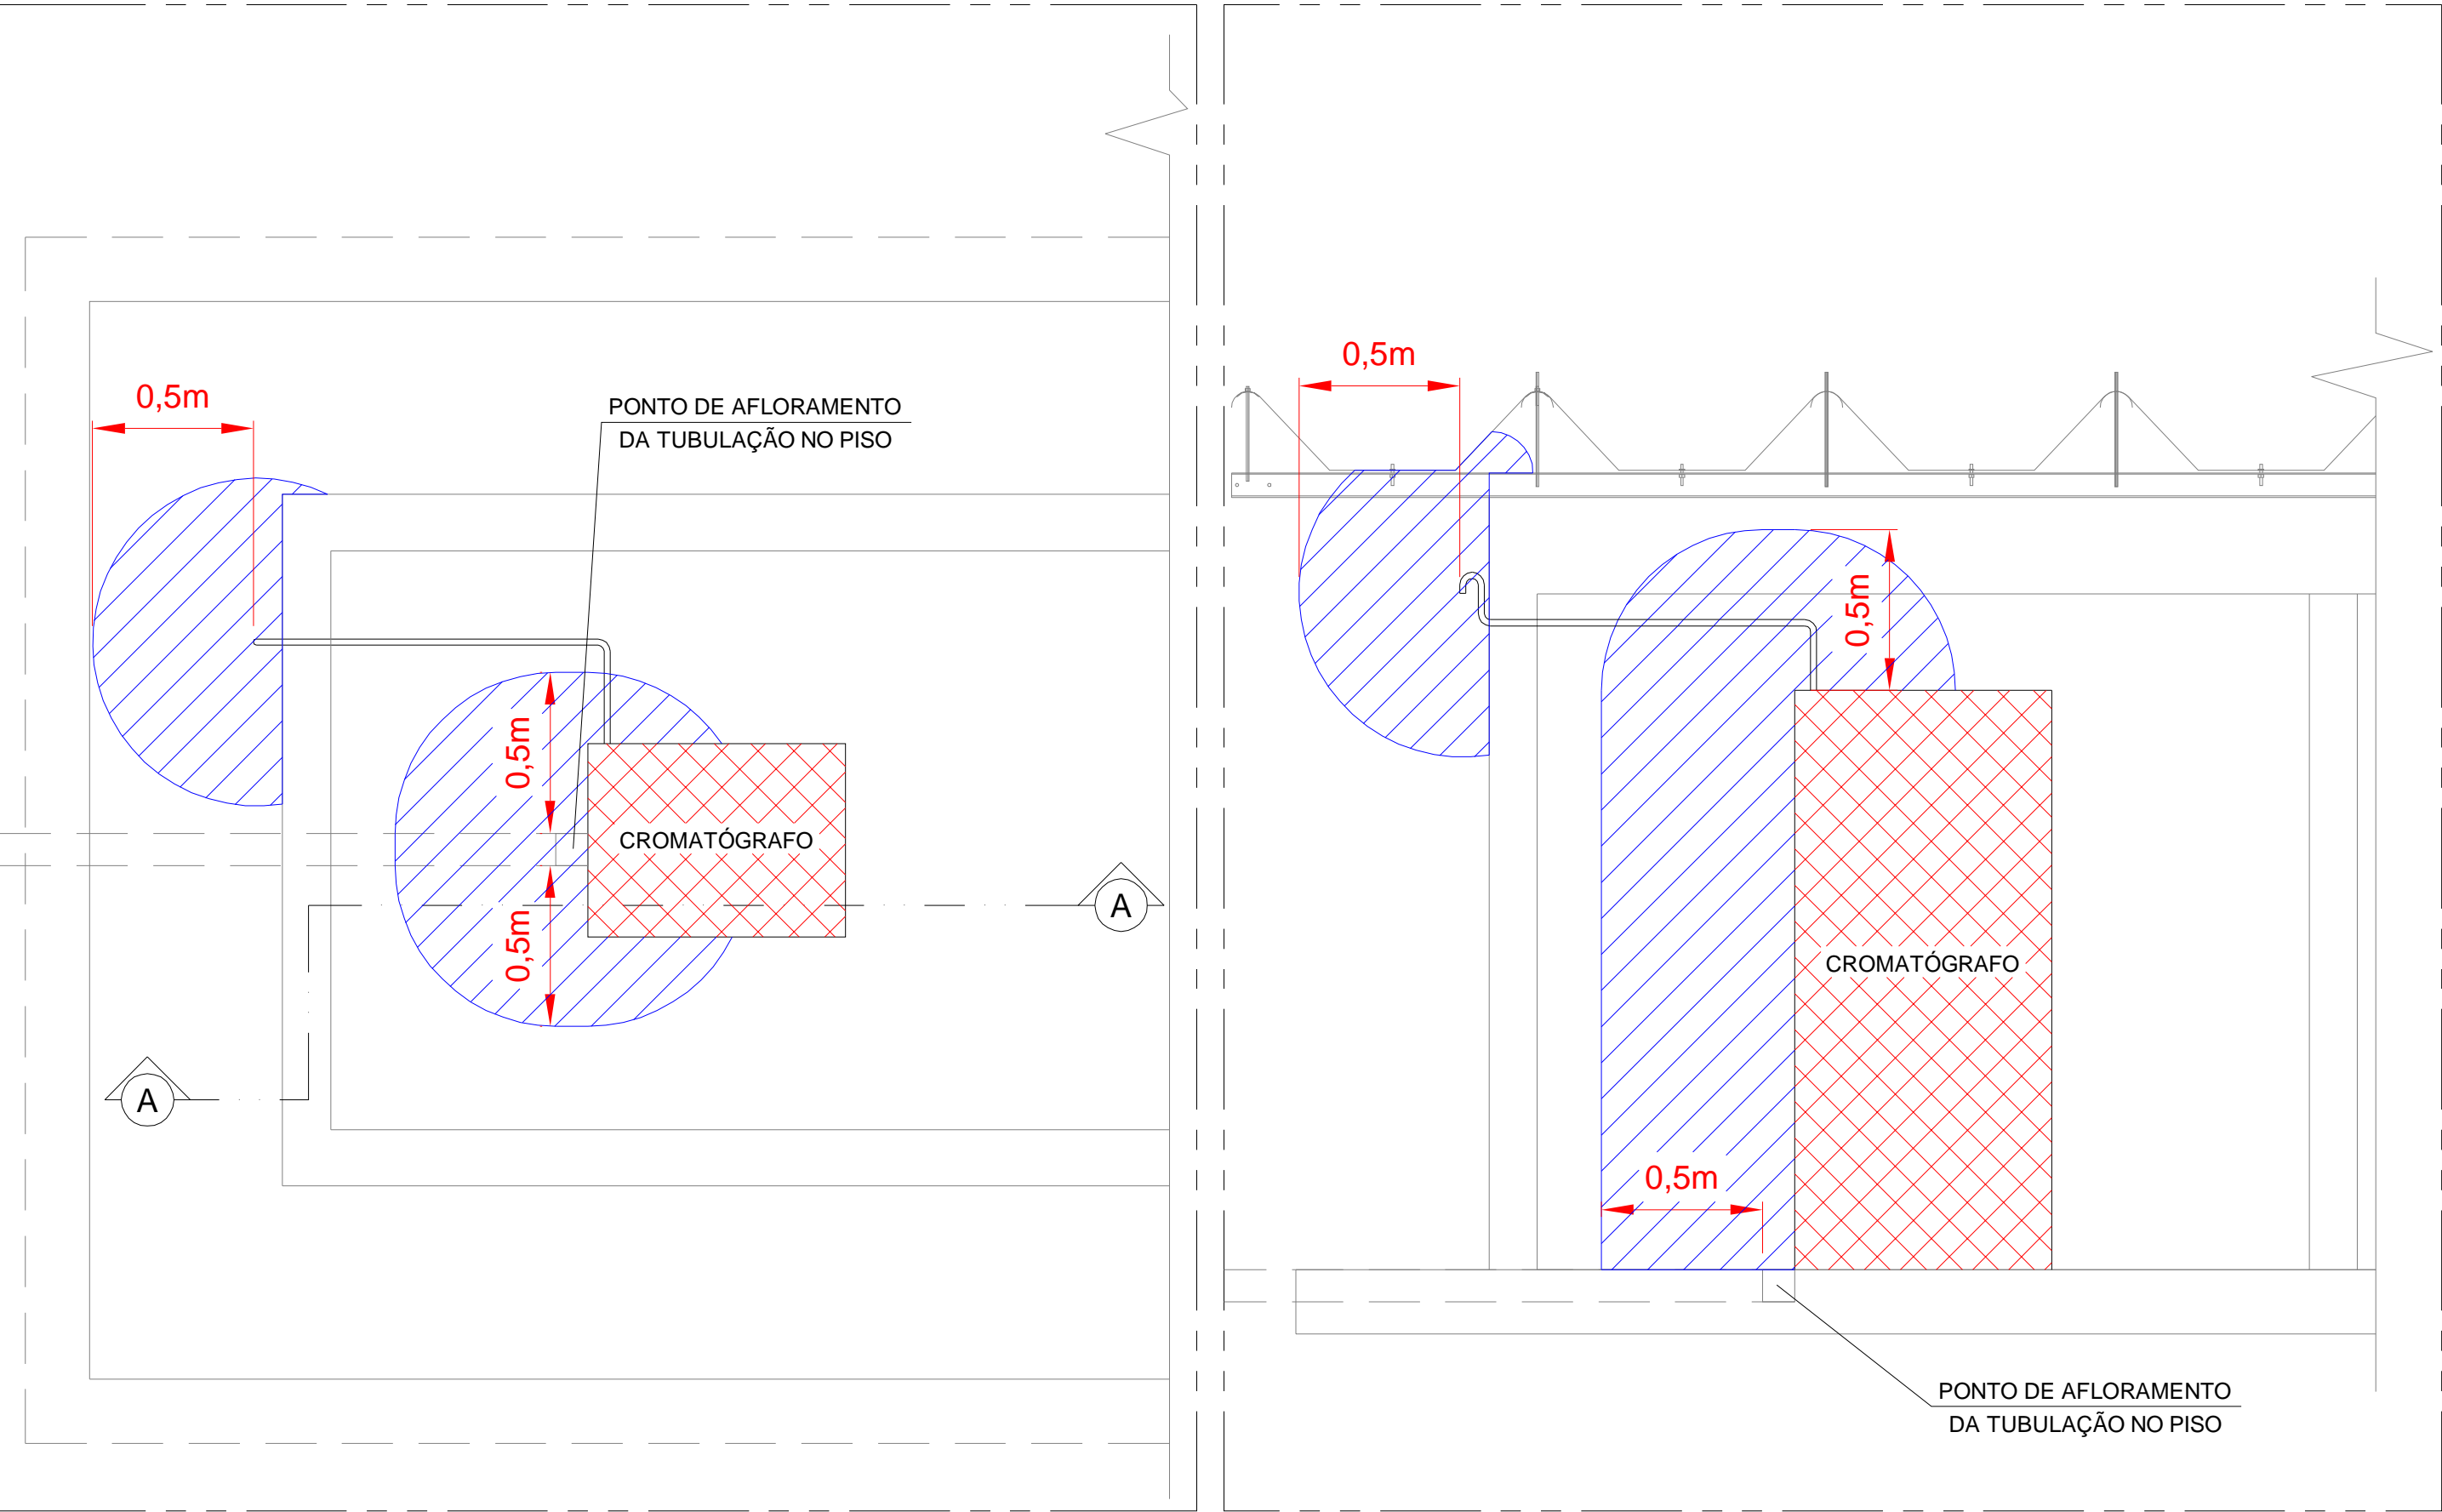 0,5m
PONTO DE AFLORAMENTO
DA TUBULAÇÃO NO PISO
0,5m
CROMATÓGRAFO
0,5m
A
A
0,5m
0,5m
CROMATÓGRAFO
0,5m
PONTO DE AFLORAMENTO
DA TUBULAÇÃO NO PISO